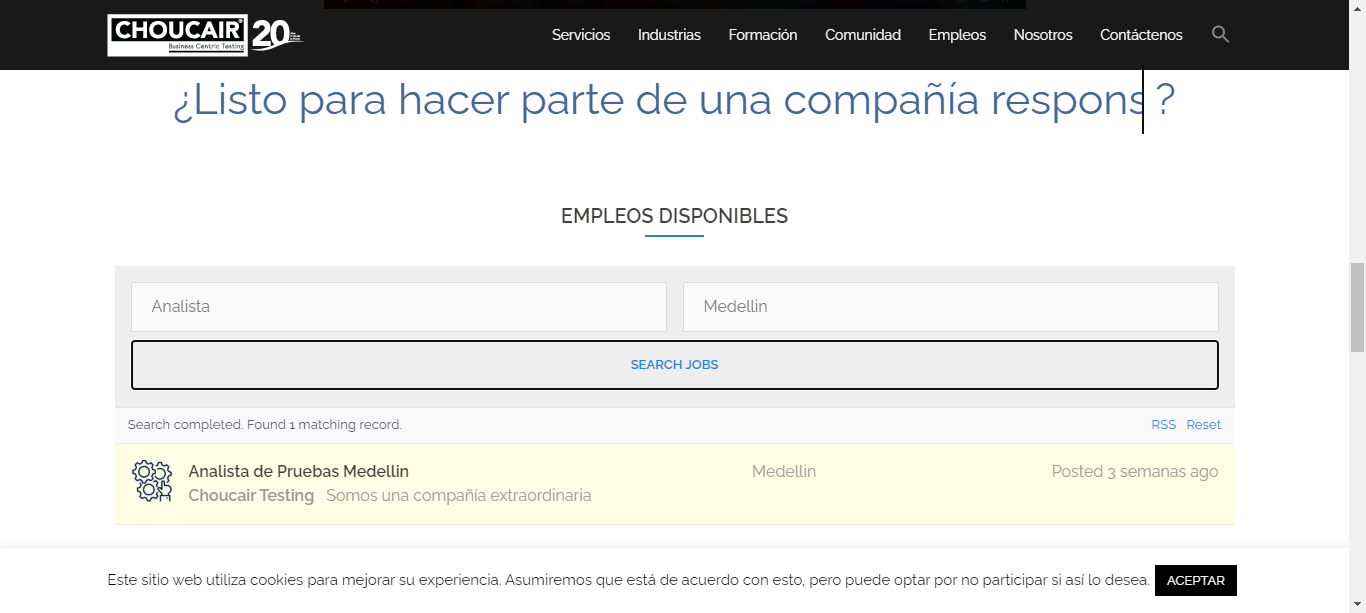 CHOUCAIR® 20
Business Centric Testing
Servicios Industrias Formación Comunidad Empleos Nosotros Contáctenos
¿Listo para hacer parte de una compañía respons ?
EMPLEOS DISPONIBLES
Analista Medellin
SEARCH JOBS
Search completed. Found 1 matching record. RSS Reset
Analista de Pruebas Medellin Medellin Posted 3 semanas ago
Choucair Testing Somos una compañía extraordinaria
Este sitio web utiliza cookies para mejorar su experiencia. Asumiremos que está de acuerdo con esto, pero puede optar por no participar si así lo desea. ACEPTAR